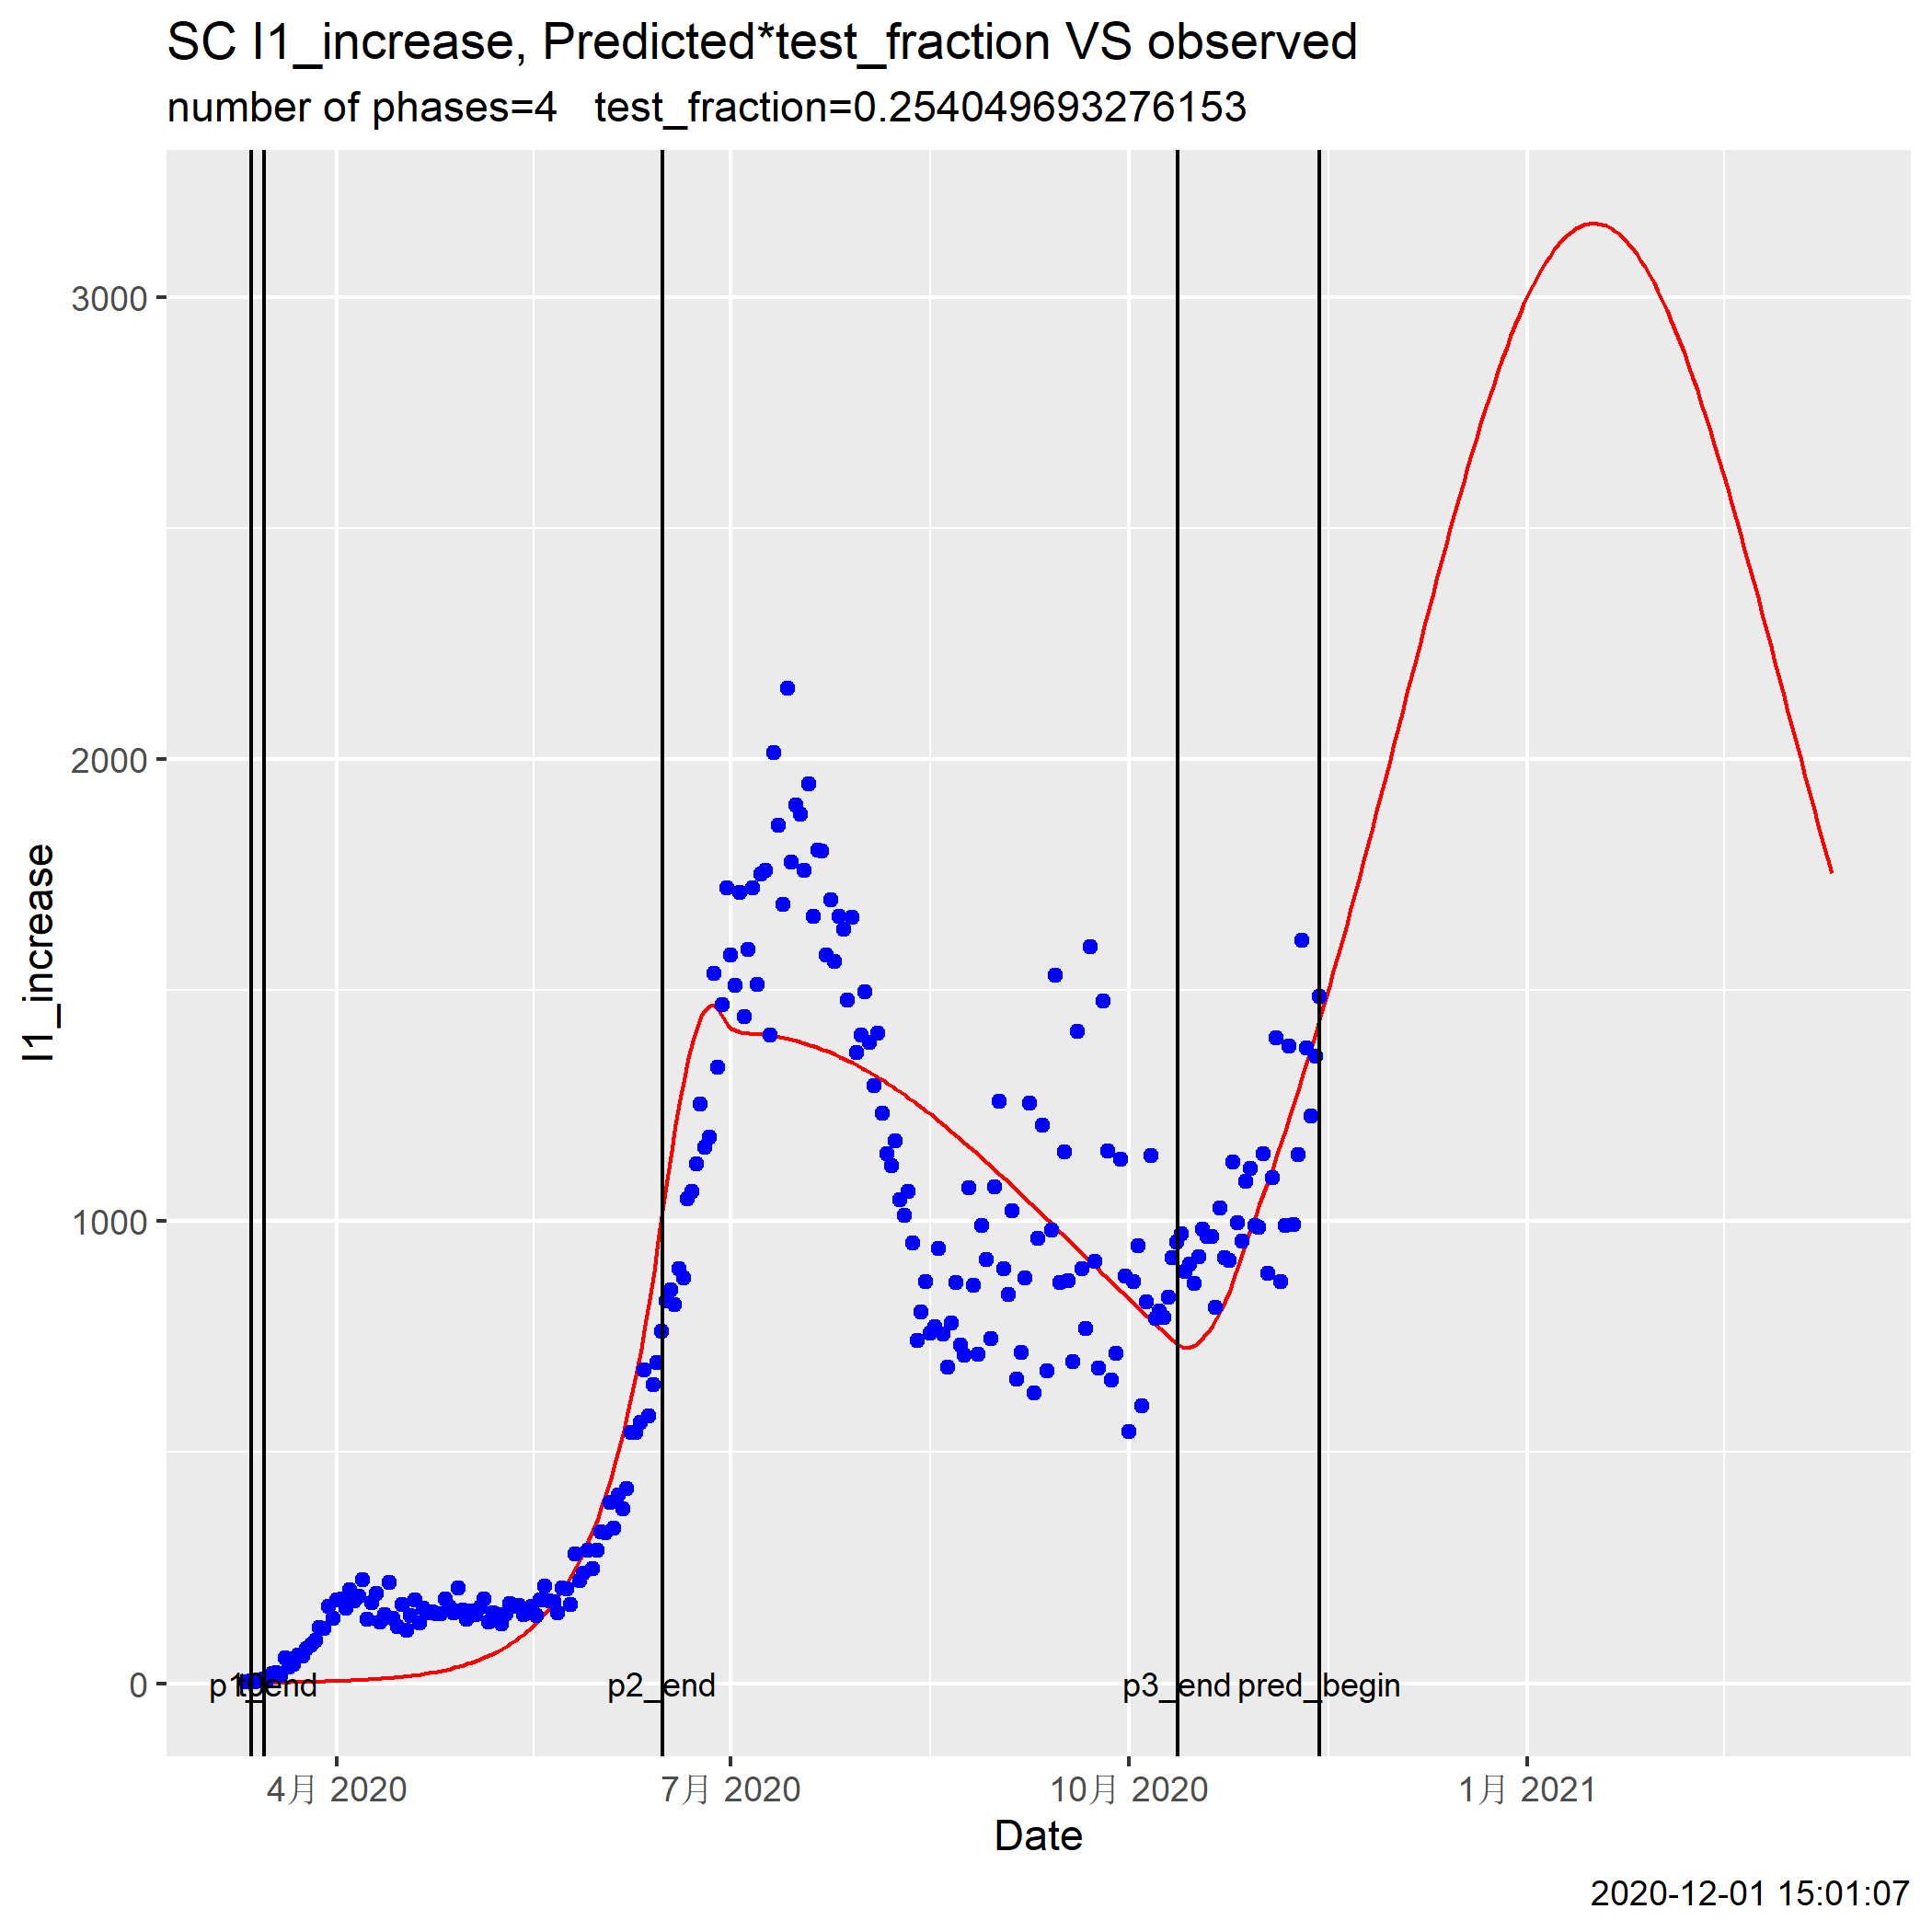 SC I1_increase, Predicted*test_fraction VS observed
number of phases=4   test_fraction=0.254049693276153
I1_increase
3000
2000
1000
0
p2_end
p3_end
pred_begin
4月 2020
7月 2020
10月 2020
1月 2021
Date
2020-12-01 15:01:07